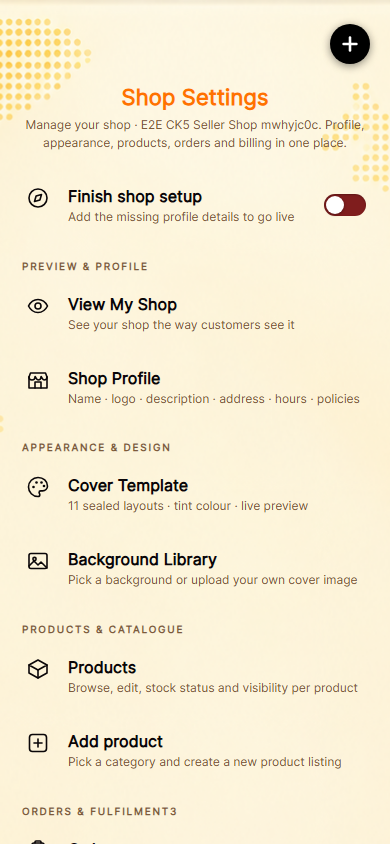 Shop Settings
Manage your shop · E2E CK5 Seller Shop mwhyjc0c. Profile,
appearance, products, orders and billing in one place.
Finish shop setup
Add the missing profile details to go live
PREVIEW & PROFILE
View My Shop
See your shop the way customers see it
Shop Profile
Name · logo · description · address · hours · policies
APPEARANCE & DESIGN
Cover Template
11 sealed layouts · tint colour · live preview
Background Library
Pick a background or upload your own cover image
PRODUCTS & CATALOGUE
Products
Browse, edit, stock status and visibility per product
Add product
Pick a category and create a new product listing
ORDERS & FULFILMENT3